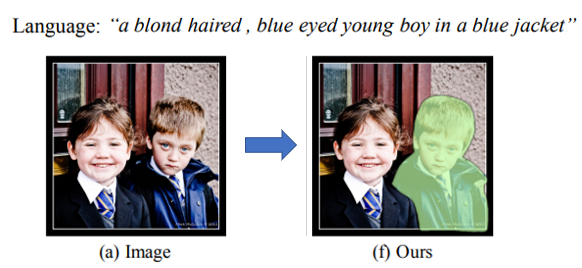 Language: “a blond haired , blue eyed young boy in a blue jacket”
(a) Image
(f) Ours